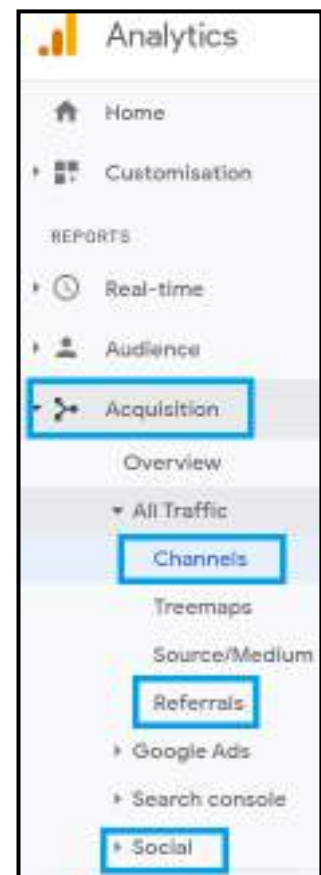 Analytics
Home
Customisation
REPORTS
Real-time
Audience
Acquisition
Overview
All Traffic
Channels
Treemaps
Source/Medium
Referrals
Google Ads
Search console
Social